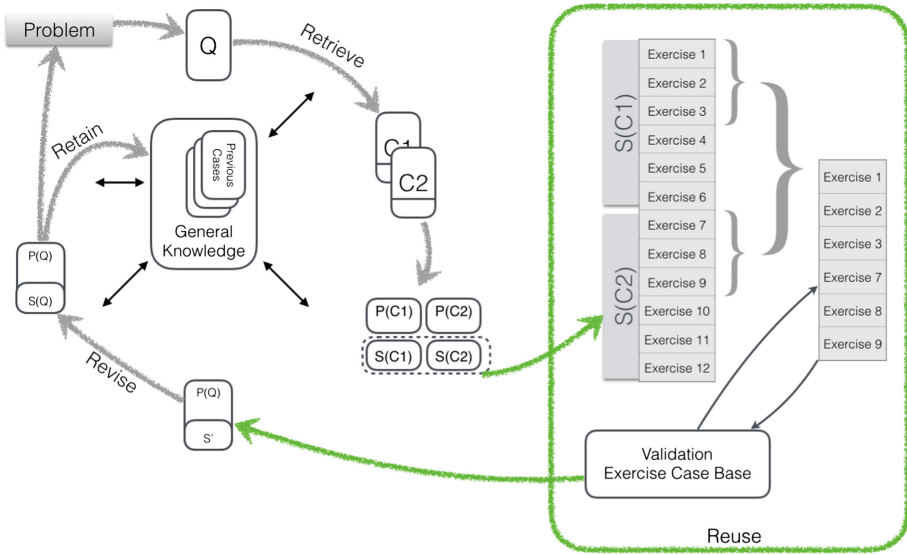 Problem
Q
Retrieve
Retain
Previous
Cases
General
Knowledge
C1
C2
P(Q)
S(Q)
P(C1)
P(C2)
S(C1)
S(C2)
Revise
P(Q)
S'
S(C1)
Exercise 1
Exercise 2
Exercise 3
Exercise 4
Exercise 5
Exercise 6
S(C2)
Exercise 7
Exercise 8
Exercise 9
Exercise 10
Exercise 11
Exercise 12
Exercise 1
Exercise 2
Exercise 3
Exercise 7
Exercise 8
Exercise 9
Validation
Exercise Case Base
Reuse